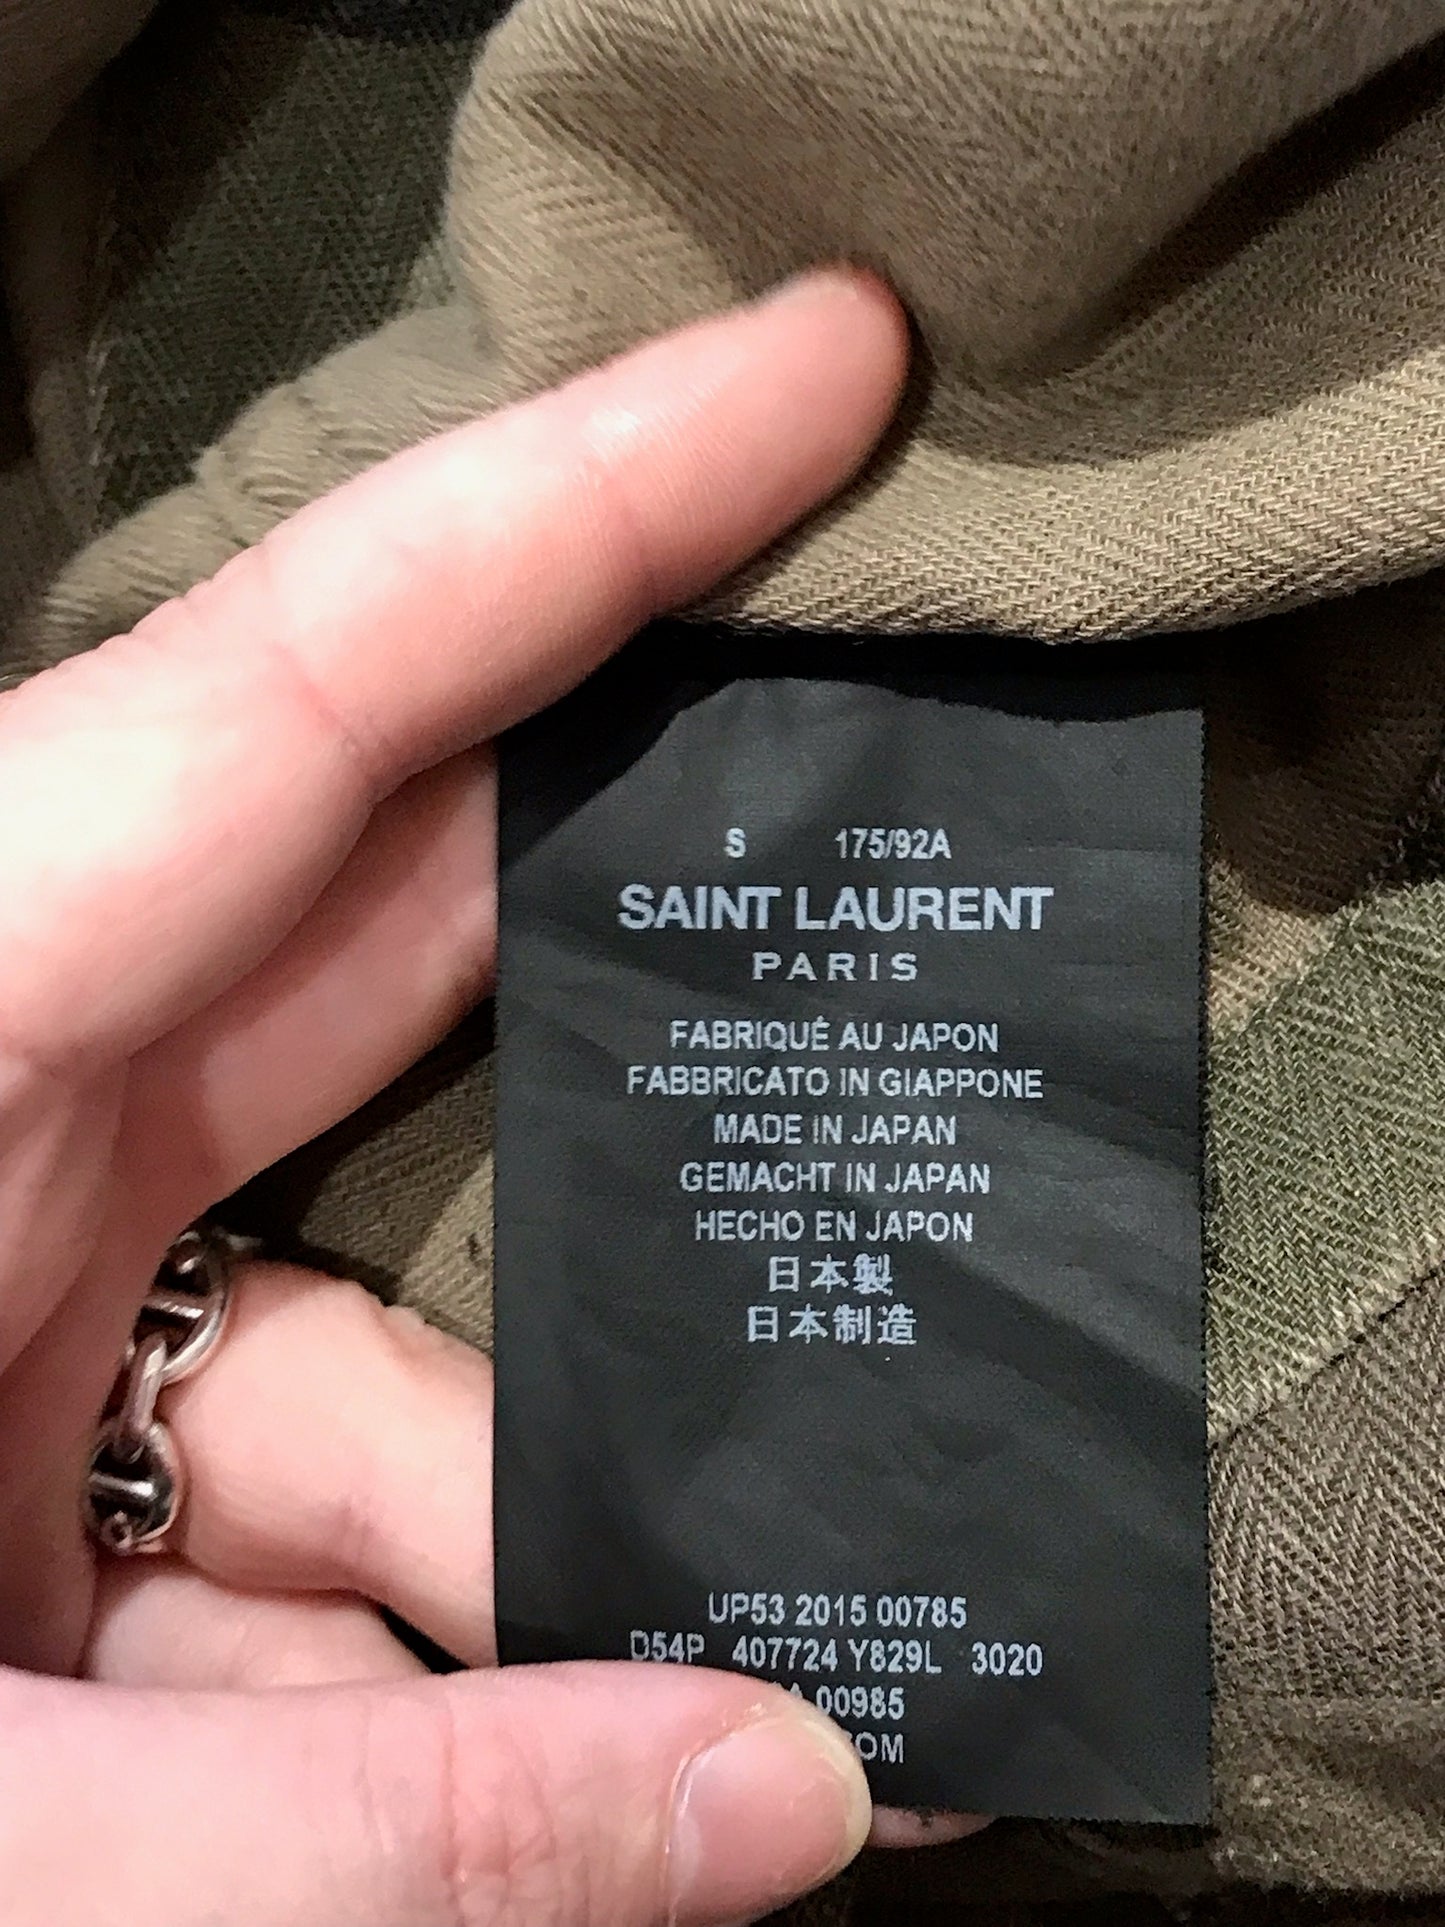 S 175/92A
SAINT LAURENT
PARIS
FABRIQUÉ AU JAPON
FABBRICATO IN GIAPPONE
MADE IN JAPAN
GEMACHT IN JAPAN
HECHO EN JAPON
日本製
日本制造
UP53 2015 00785
D54P 407724 Y829L 3020
00985